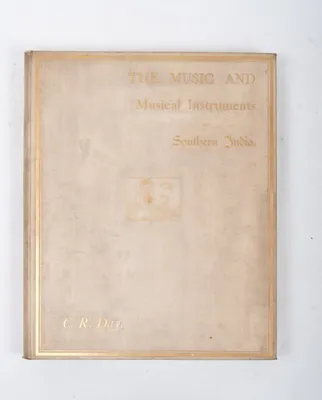 THE MUSIC AND
Musical Instruments
Southern India.
C. R. Day.